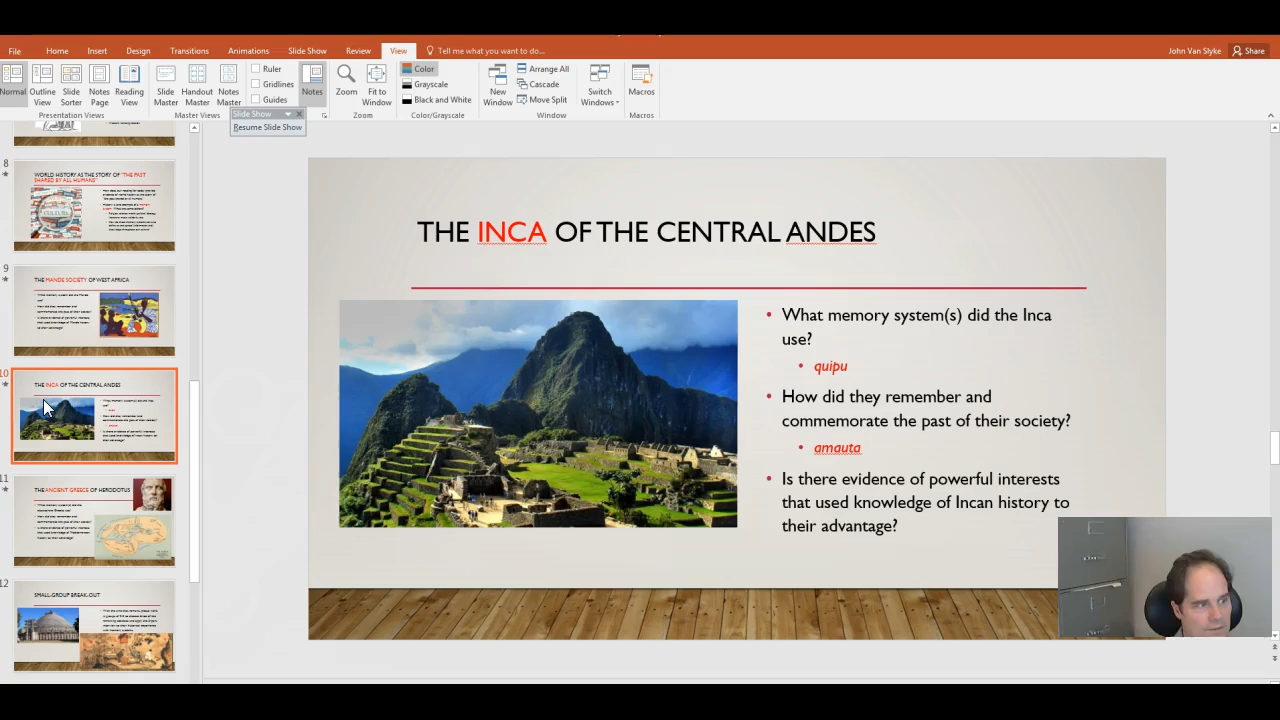 File Home Insert Design Transitions Animations Slide Show Review View Tell me what you want to do... John Van Slyke Share
Normal Outline View Slide Sorter Notes Page Reading View
Slide Master Handout Master Notes Master
Ruler
Gridlines
Guides
Notes
Zoom Fit to Window
Color
Grayscale
Black and White
New Window
Arrange All
Cascade
Move Split
Switch Windows
Macros
Presentation Views Master Views Zoom Color/Grayscale Window Macros
Slide Show
Resume Slide Show
8
WORLD HISTORY AS THE STORY OF "THE PAST
SHARED BY ALL HUMANS"
9
THE MANDE SOCIETY OF WEST AFRICA
10
THE INCA OF THE CENTRAL ANDES
11
THE ANCIENT GREECE OF HERODOTUS
12
SMALL-GROUP BREAK-OUT
THE INCA OF THE CENTRAL ANDES
• What memory system(s) did the Inca
use?
• quipu
• How did they remember and
commemorate the past of their society?
• amauta
• Is there evidence of powerful interests
that used knowledge of Incan history to
their advantage?